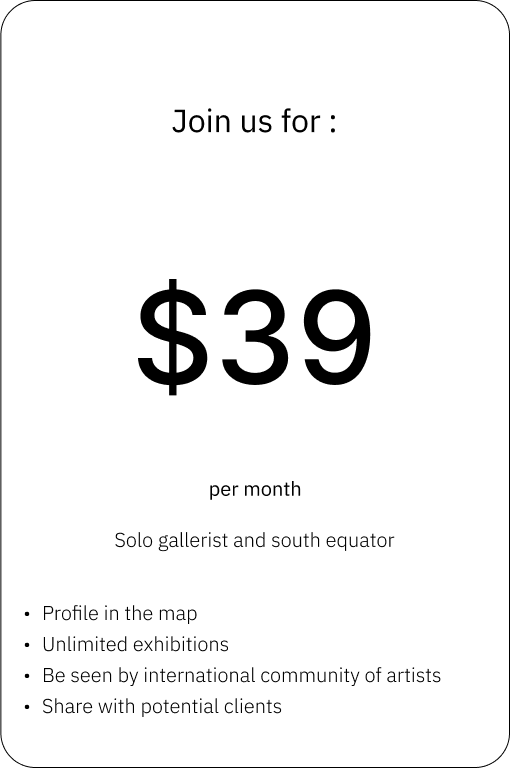 Join us for :
$39
per month
Solo gallerist and south equator
• Profile in the map
• Unlimited exhibitions
• Be seen by international community of artists
• Share with potential clients